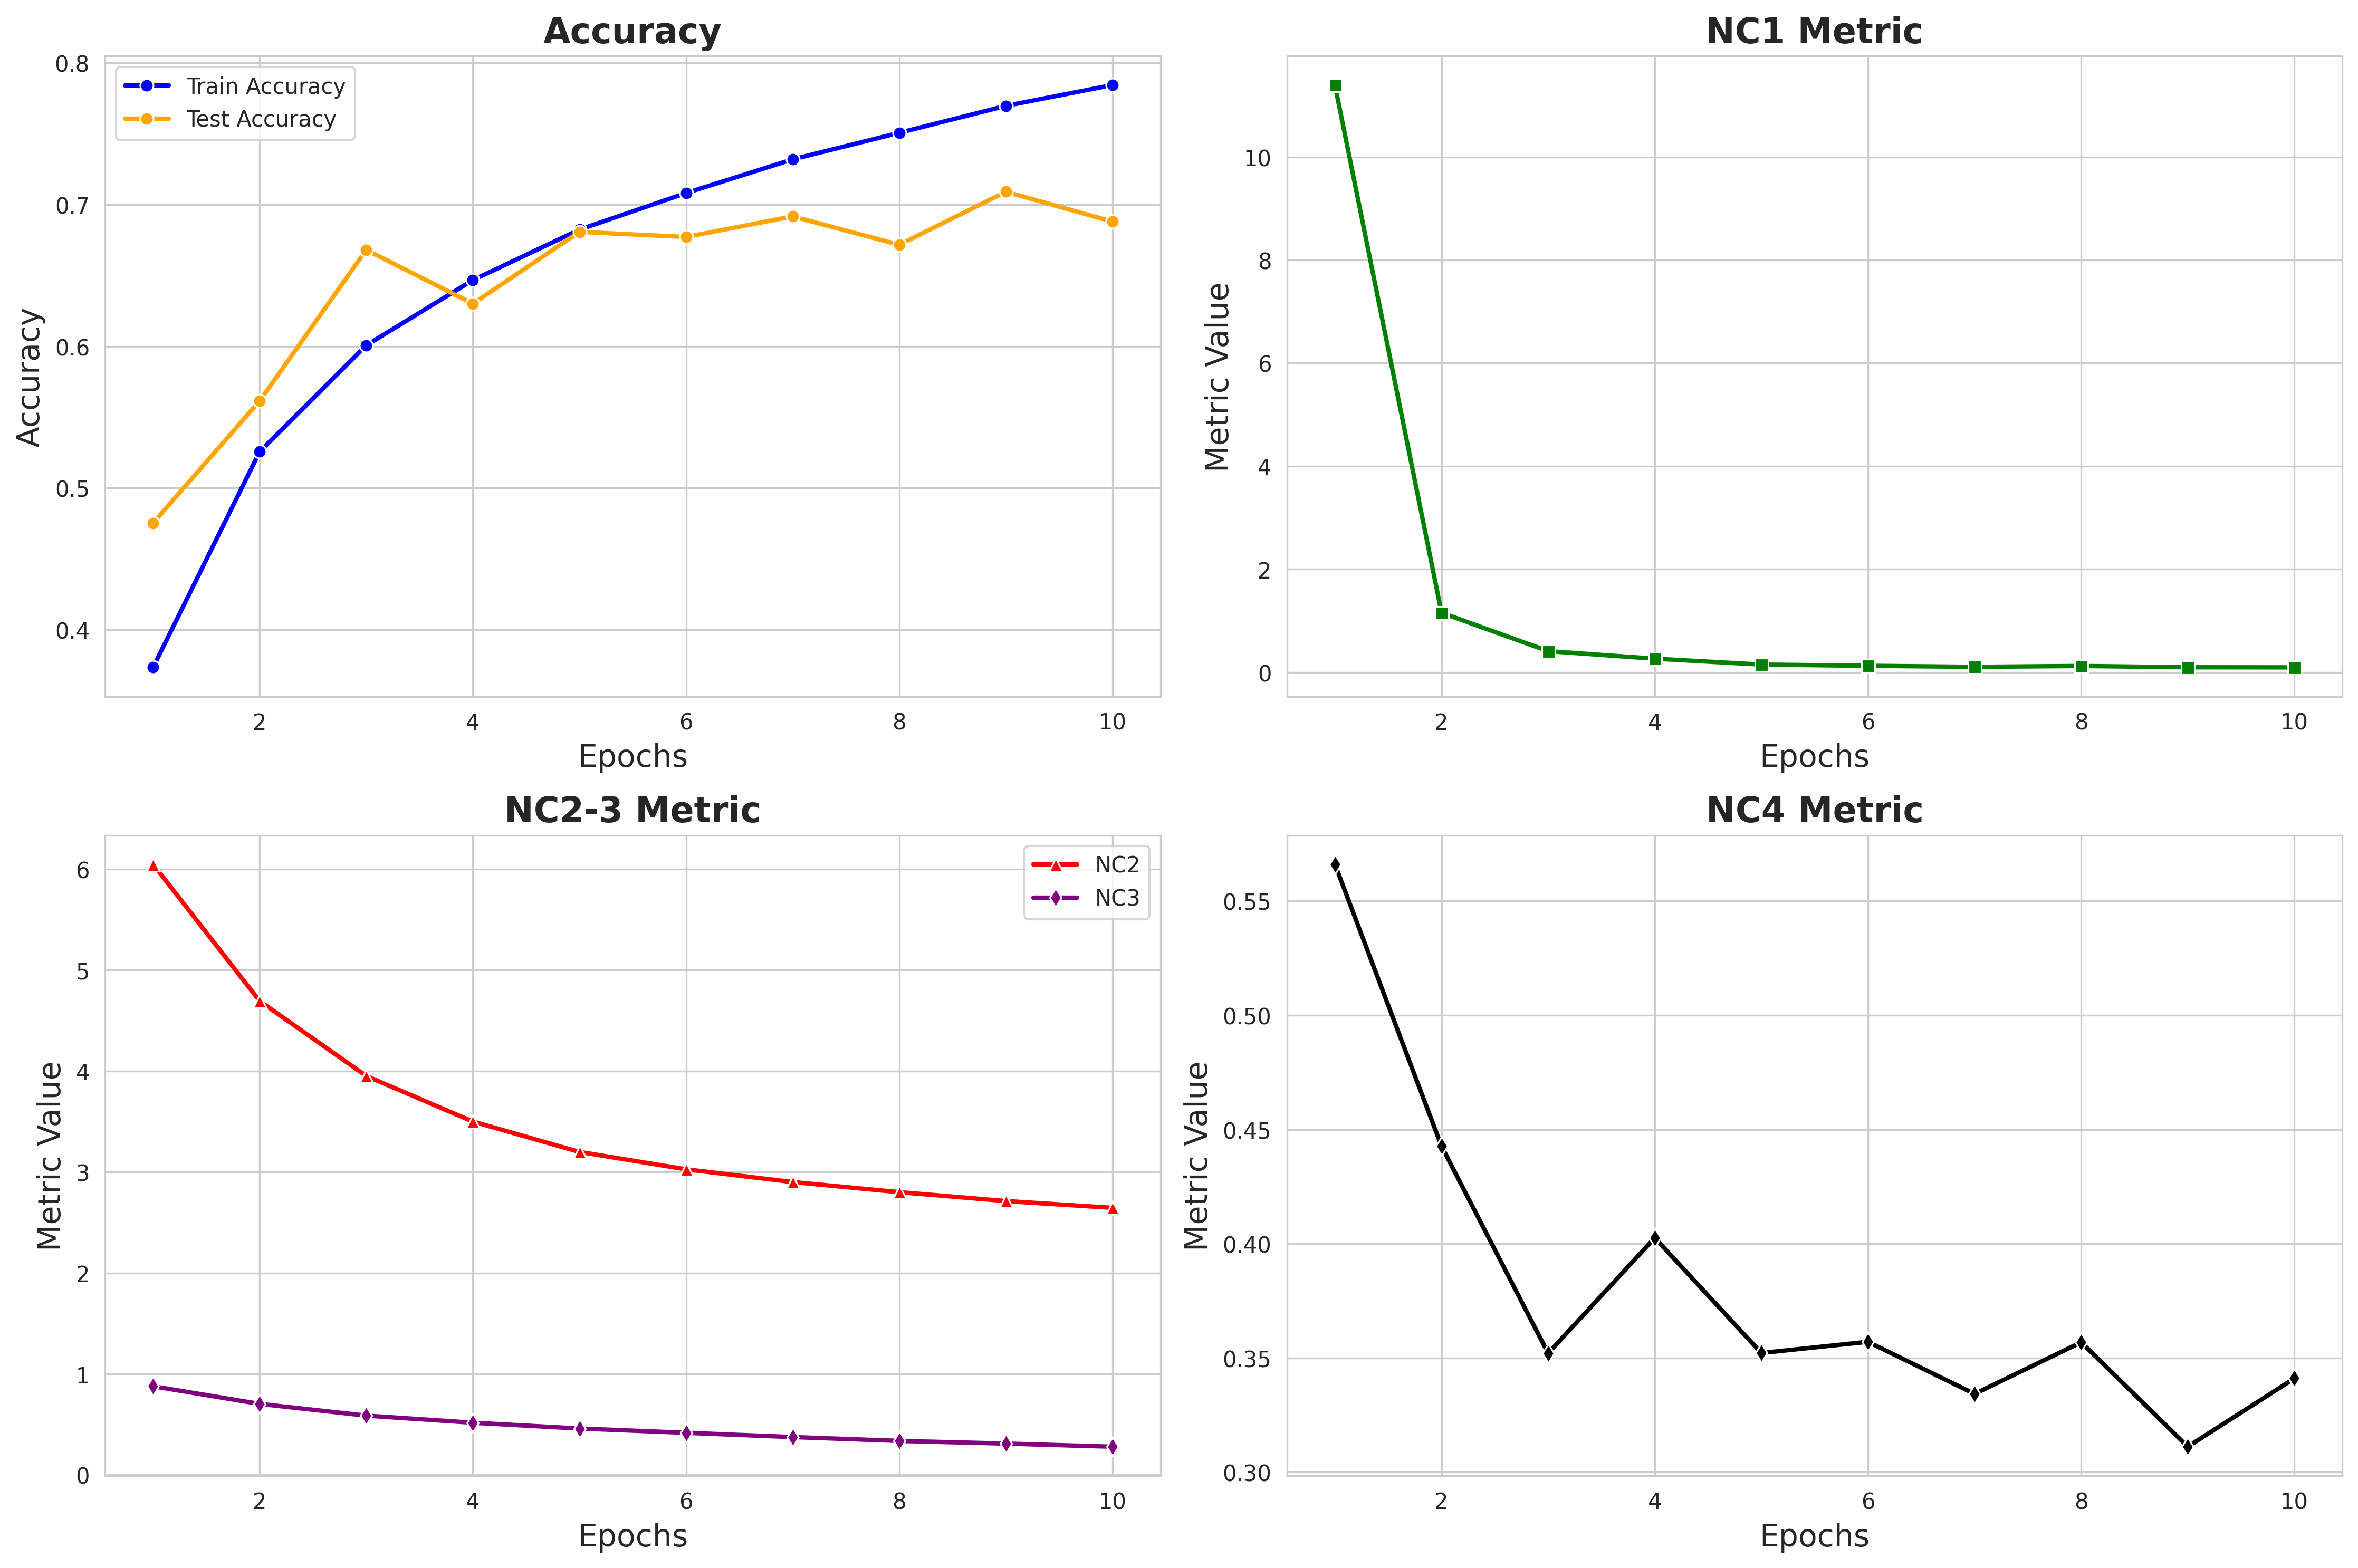 Accuracy
Train Accuracy
Test Accuracy
0.8
0.7
0.6
0.5
0.4
Accuracy
2 4 6 8 10
Epochs
NC1 Metric
10
8
6
4
2
0
Metric Value
2 4 6 8 10
Epochs
NC2-3 Metric
NC2
NC3
6
5
4
3
2
1
0
Metric Value
2 4 6 8 10
Epochs
NC4 Metric
0.55
0.50
0.45
0.40
0.35
0.30
Metric Value
2 4 6 8 10
Epochs